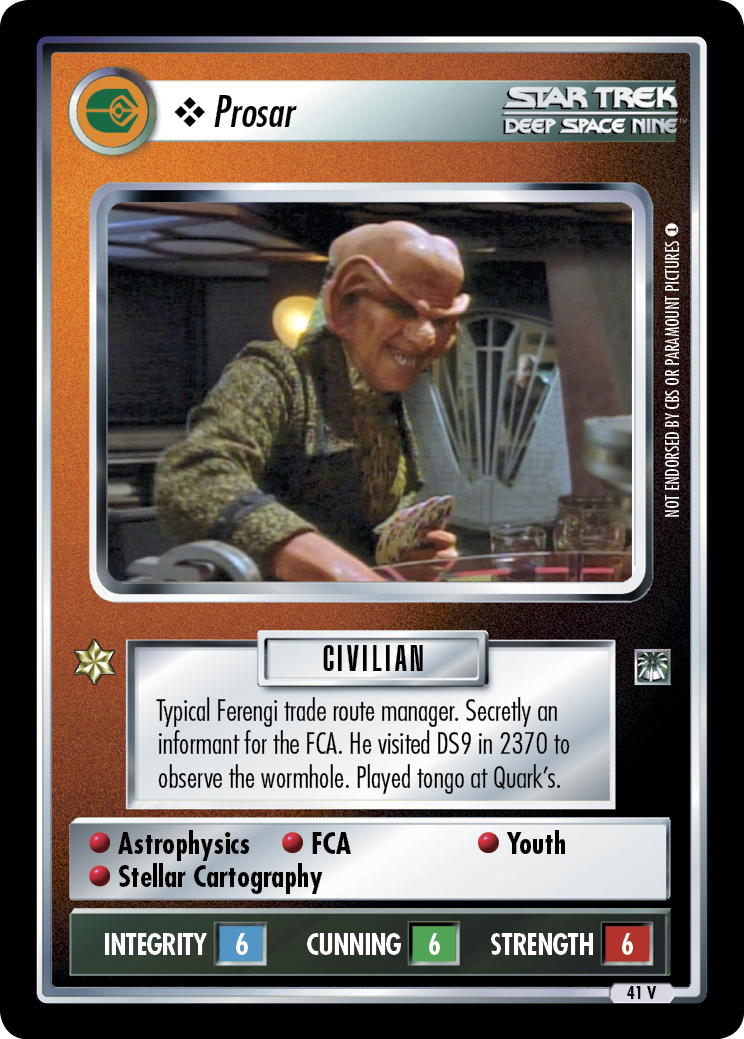 ❖ Prosar
STAR TREK
DEEP SPACE NINE™
NOT ENDORSED BY CBS OR PARAMOUNT PICTURES 1
CIVILIAN
Typical Ferengi trade route manager. Secretly an
informant for the FCA. He visited DS9 in 2370 to
observe the wormhole. Played tongo at Quark's.
Astrophysics FCA Youth
Stellar Cartography
INTEGRITY 6 CUNNING 6 STRENGTH 6
41 V